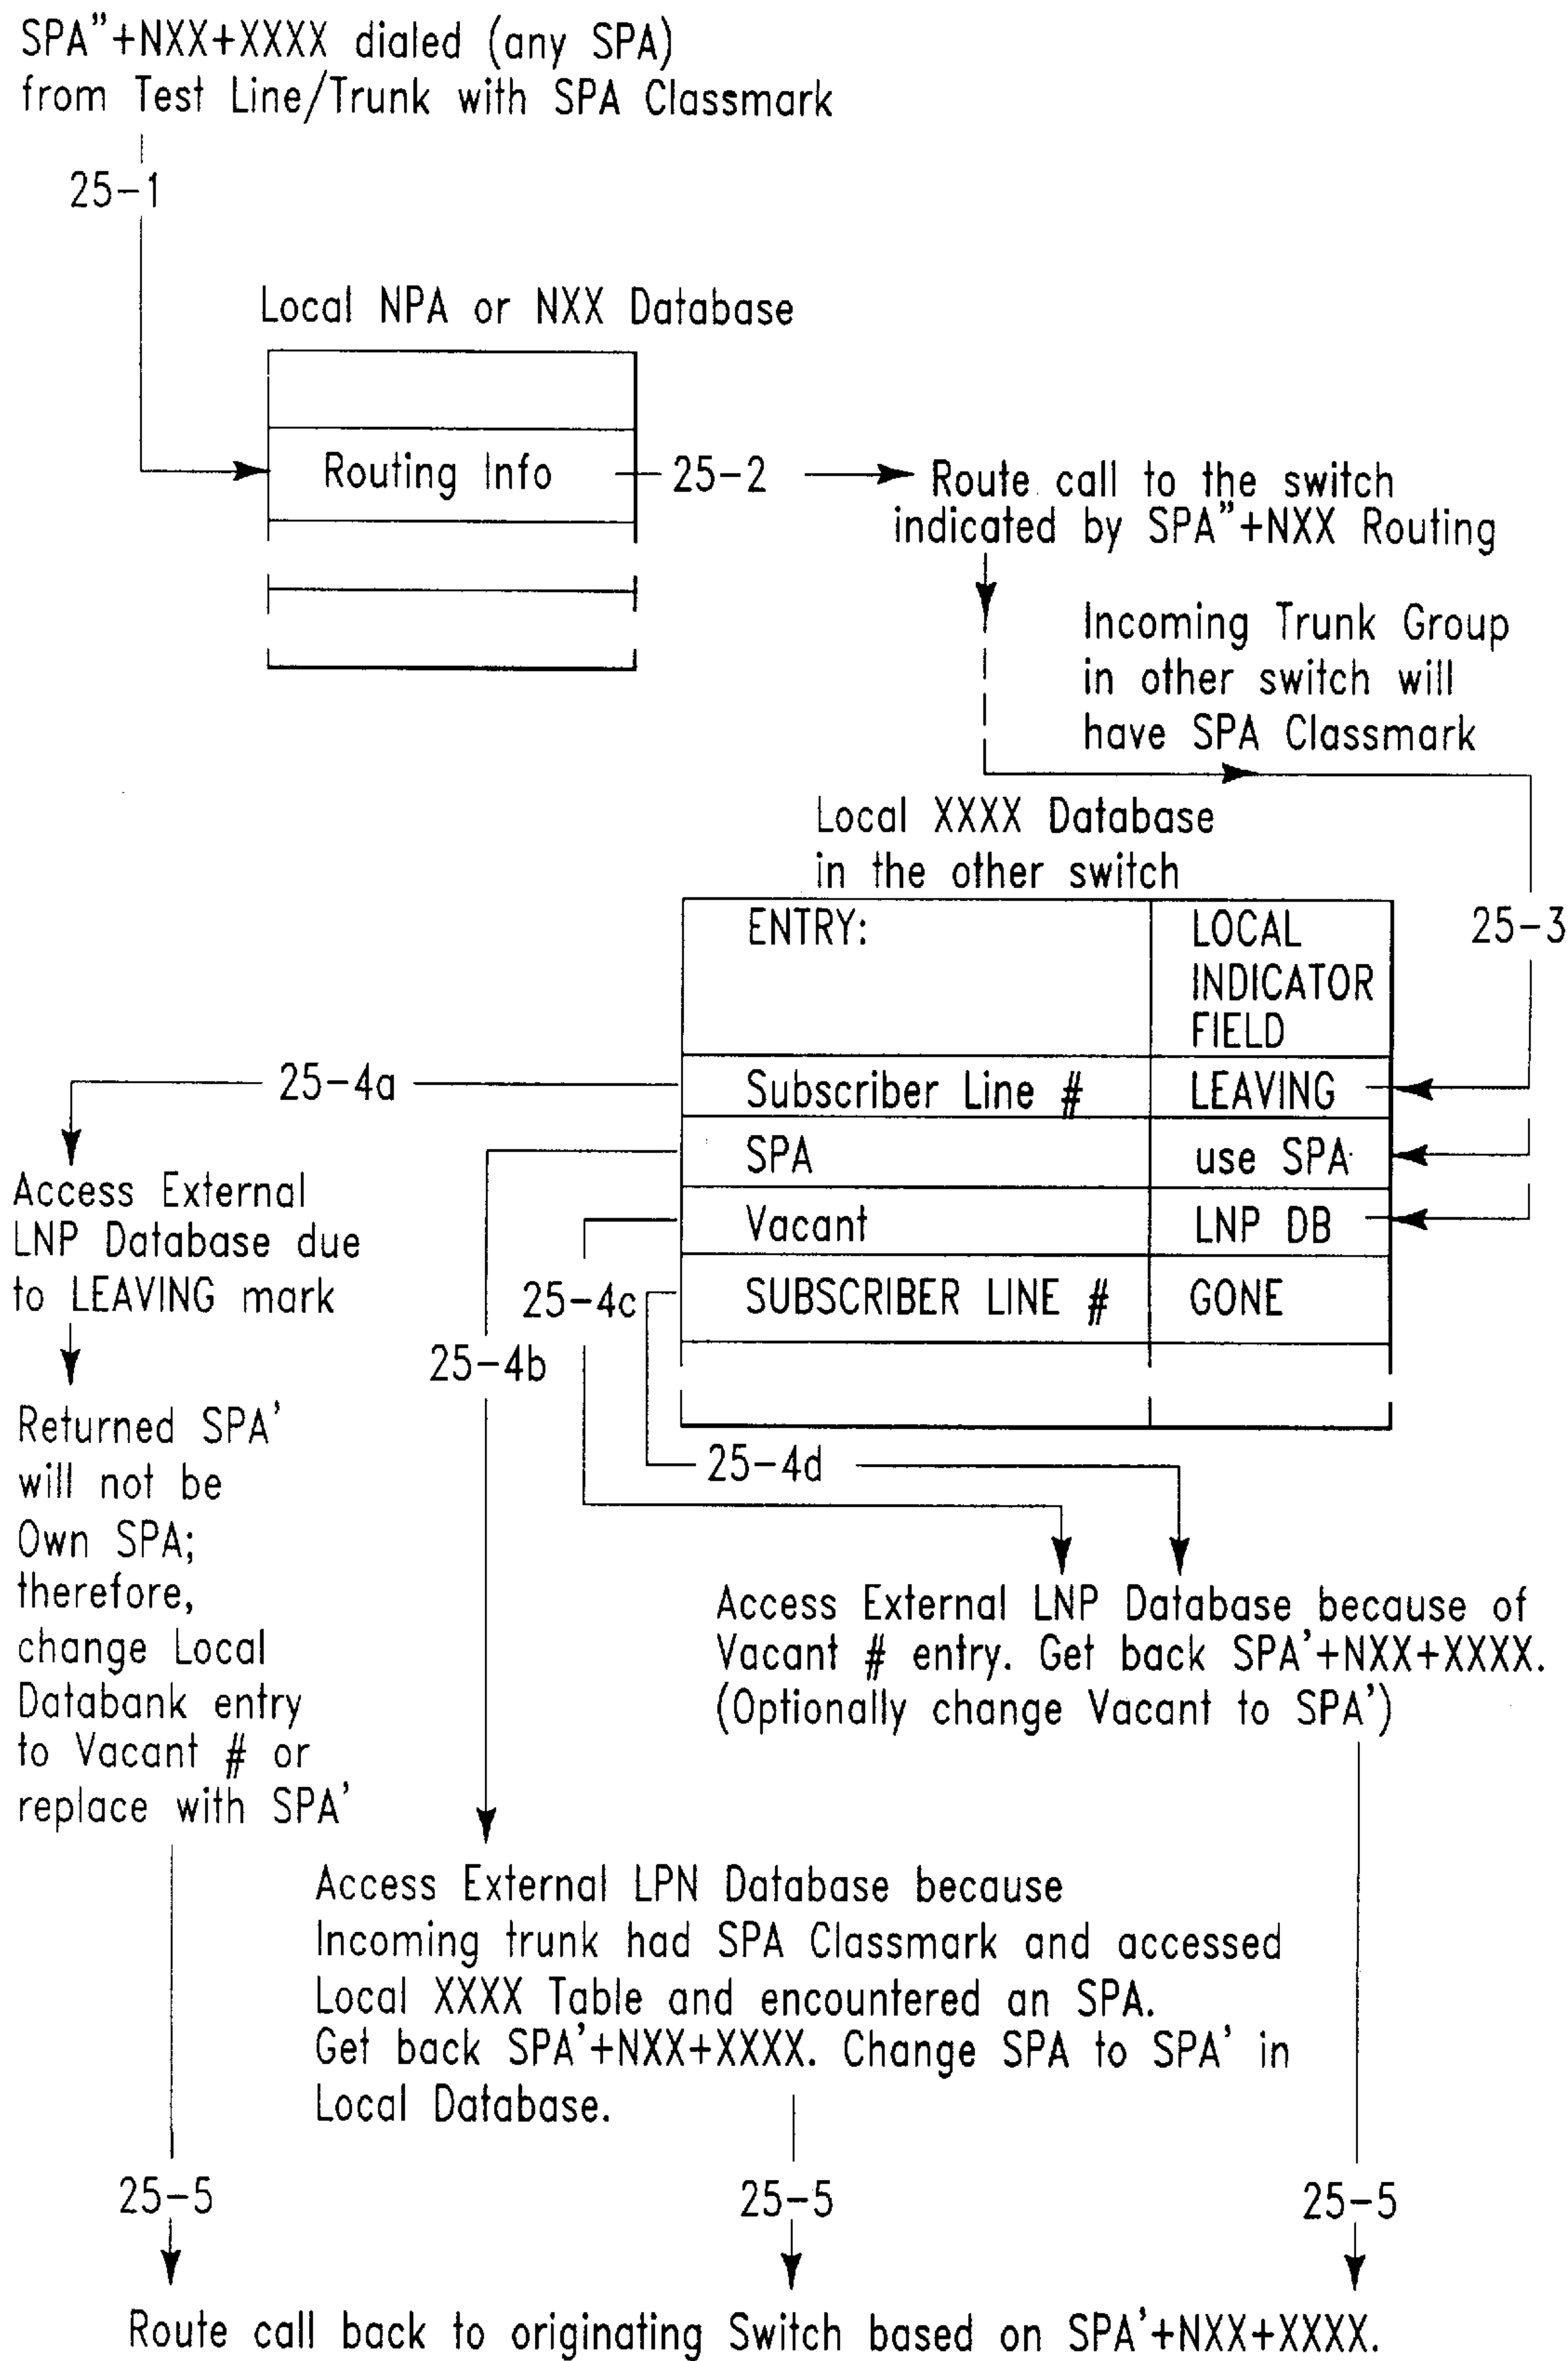 SPA”+NXX+XXXX dialed (any SPA)
from Test Line/Trunk with SPA Classmark
25-1
Local NPA or NXX Database
Routing Info
25-2
Route call to the switch
indicated by SPA”+NXX Routing
Incoming Trunk Group
in other switch will
have SPA Classmark
Local XXXX Database
in the other switch
25-3
ENTRY:
LOCAL
INDICATOR
FIELD
Subscriber Line #
LEAVING
SPA
use SPA
Vacant
LNP DB
SUBSCRIBER LINE #
GONE
25-4a
Access External
LNP Database due
to LEAVING mark
Returned SPA’
will not be
Own SPA;
therefore,
change Local
Databank entry
to Vacant # or
replace with SPA’
25-4b
25-4c
25-4d
Access External LNP Database because of
Vacant # entry. Get back SPA’+NXX+XXXX.
(Optionally change Vacant to SPA’)
Access External LPN Database because
Incoming trunk had SPA Classmark and accessed
Local XXXX Table and encountered an SPA.
Get back SPA’+NXX+XXXX. Change SPA to SPA’ in
Local Database.
25-5
25-5
25-5
Route call back to originating Switch based on SPA’+NXX+XXXX.